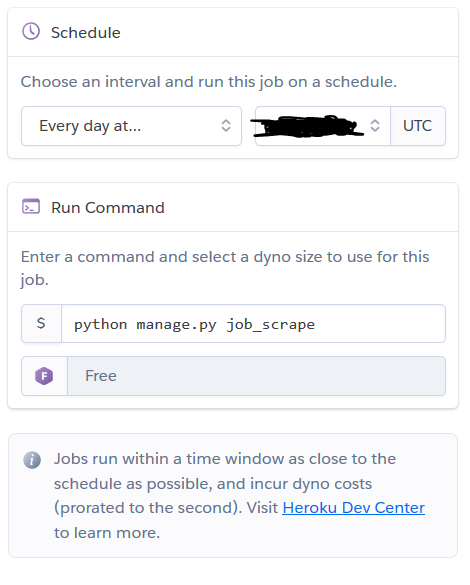 Schedule
Choose an interval and run this job on a schedule.
Every day at... UTC
Run Command
Enter a command and select a dyno size to use for this
job.
$ python manage.py job_scrape
F Free
i Jobs run within a time window as close to the
schedule as possible, and incur dyno costs
(prorated to the second). Visit Heroku Dev Center
to learn more.